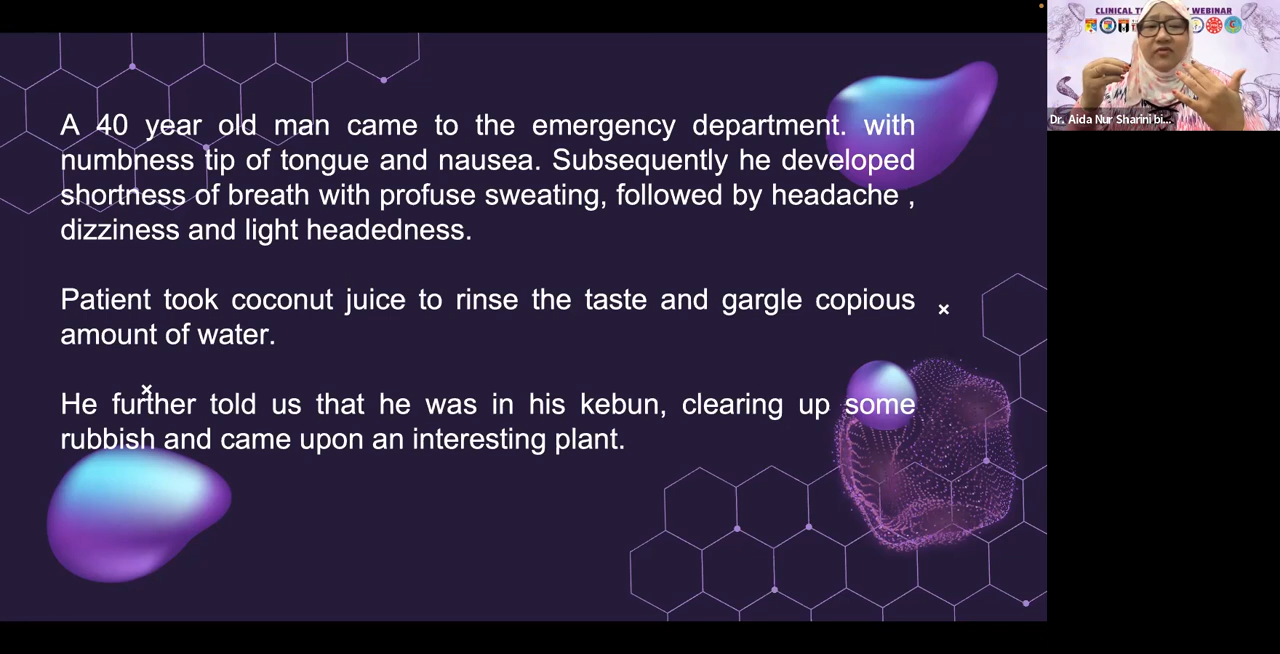 CLINICAL WEBINAR
Dr. Aida Nur Sharini bi...
A 40 year old man came to the emergency department. with
numbness tip of tongue and nausea. Subsequently he developed
shortness of breath with profuse sweating, followed by headache ,
dizziness and light headedness.
Patient took coconut juice to rinse the taste and gargle copious
amount of water.
He further told us that he was in his kebun, clearing up some
rubbish and came upon an interesting plant.